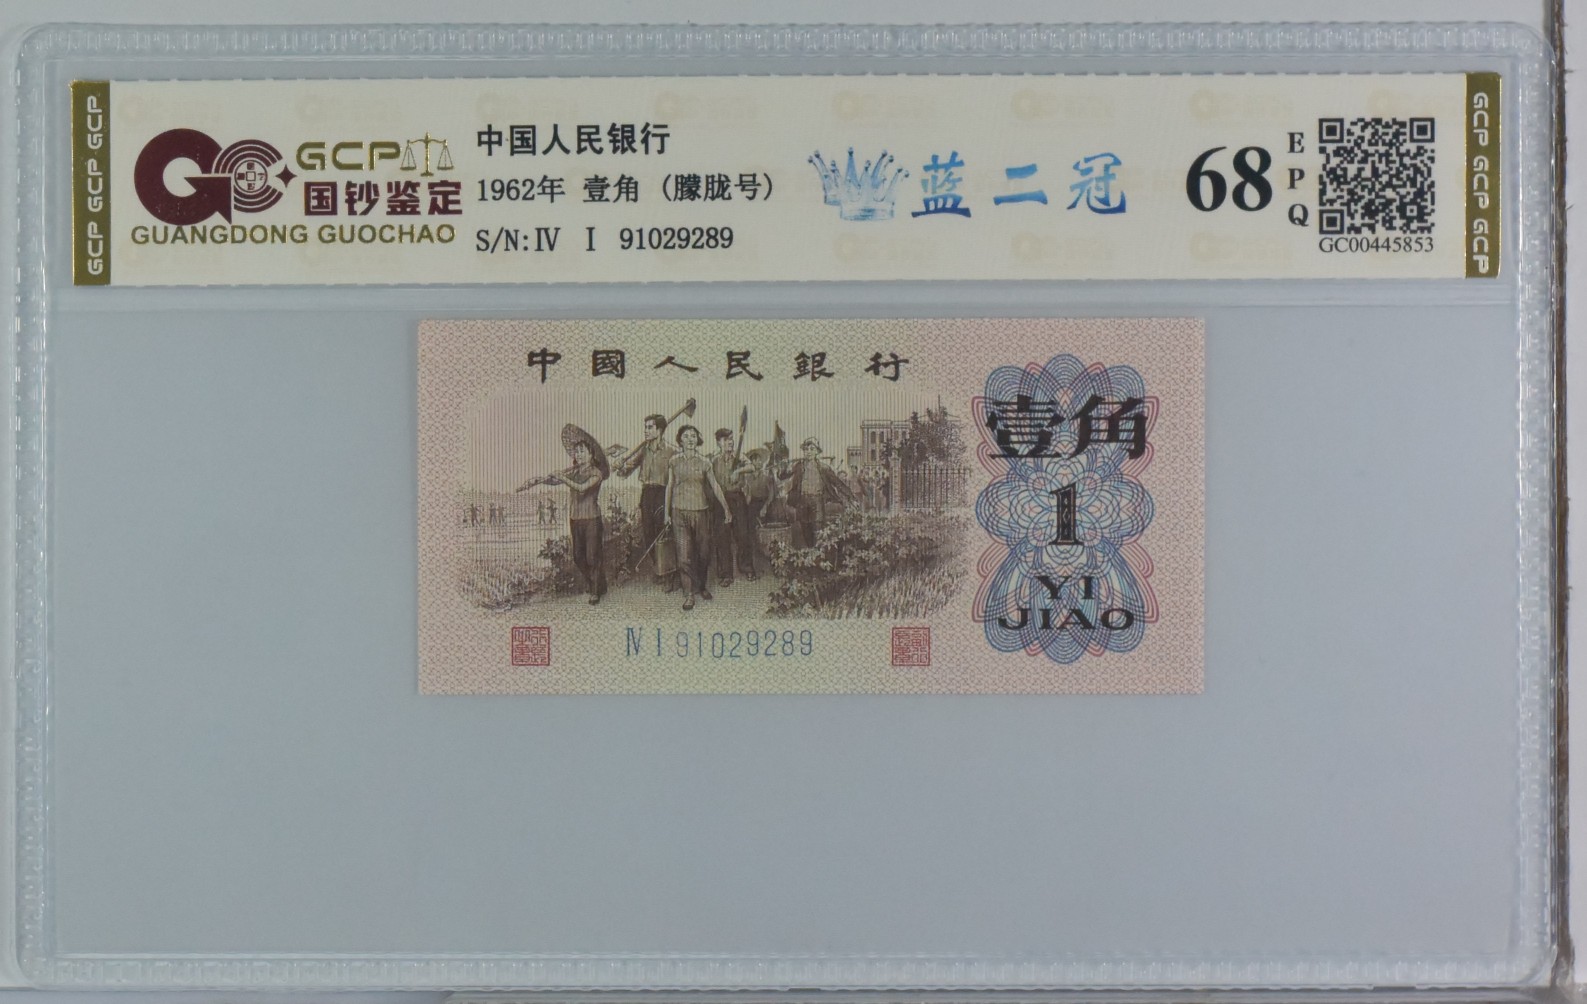 GCP GCP GCP
GCP
国钞鉴定
GUANGDONG GUOCHAO
中国人民银行
1962年 壹角 (朦胧号)
S/N:Ⅳ Ⅰ 91029289
蓝二冠
68
EPQ
GC00445853
GCP GCP GCP
中國人民銀行
壹角
1
YI
JIAO
Ⅳ Ⅰ 91029289